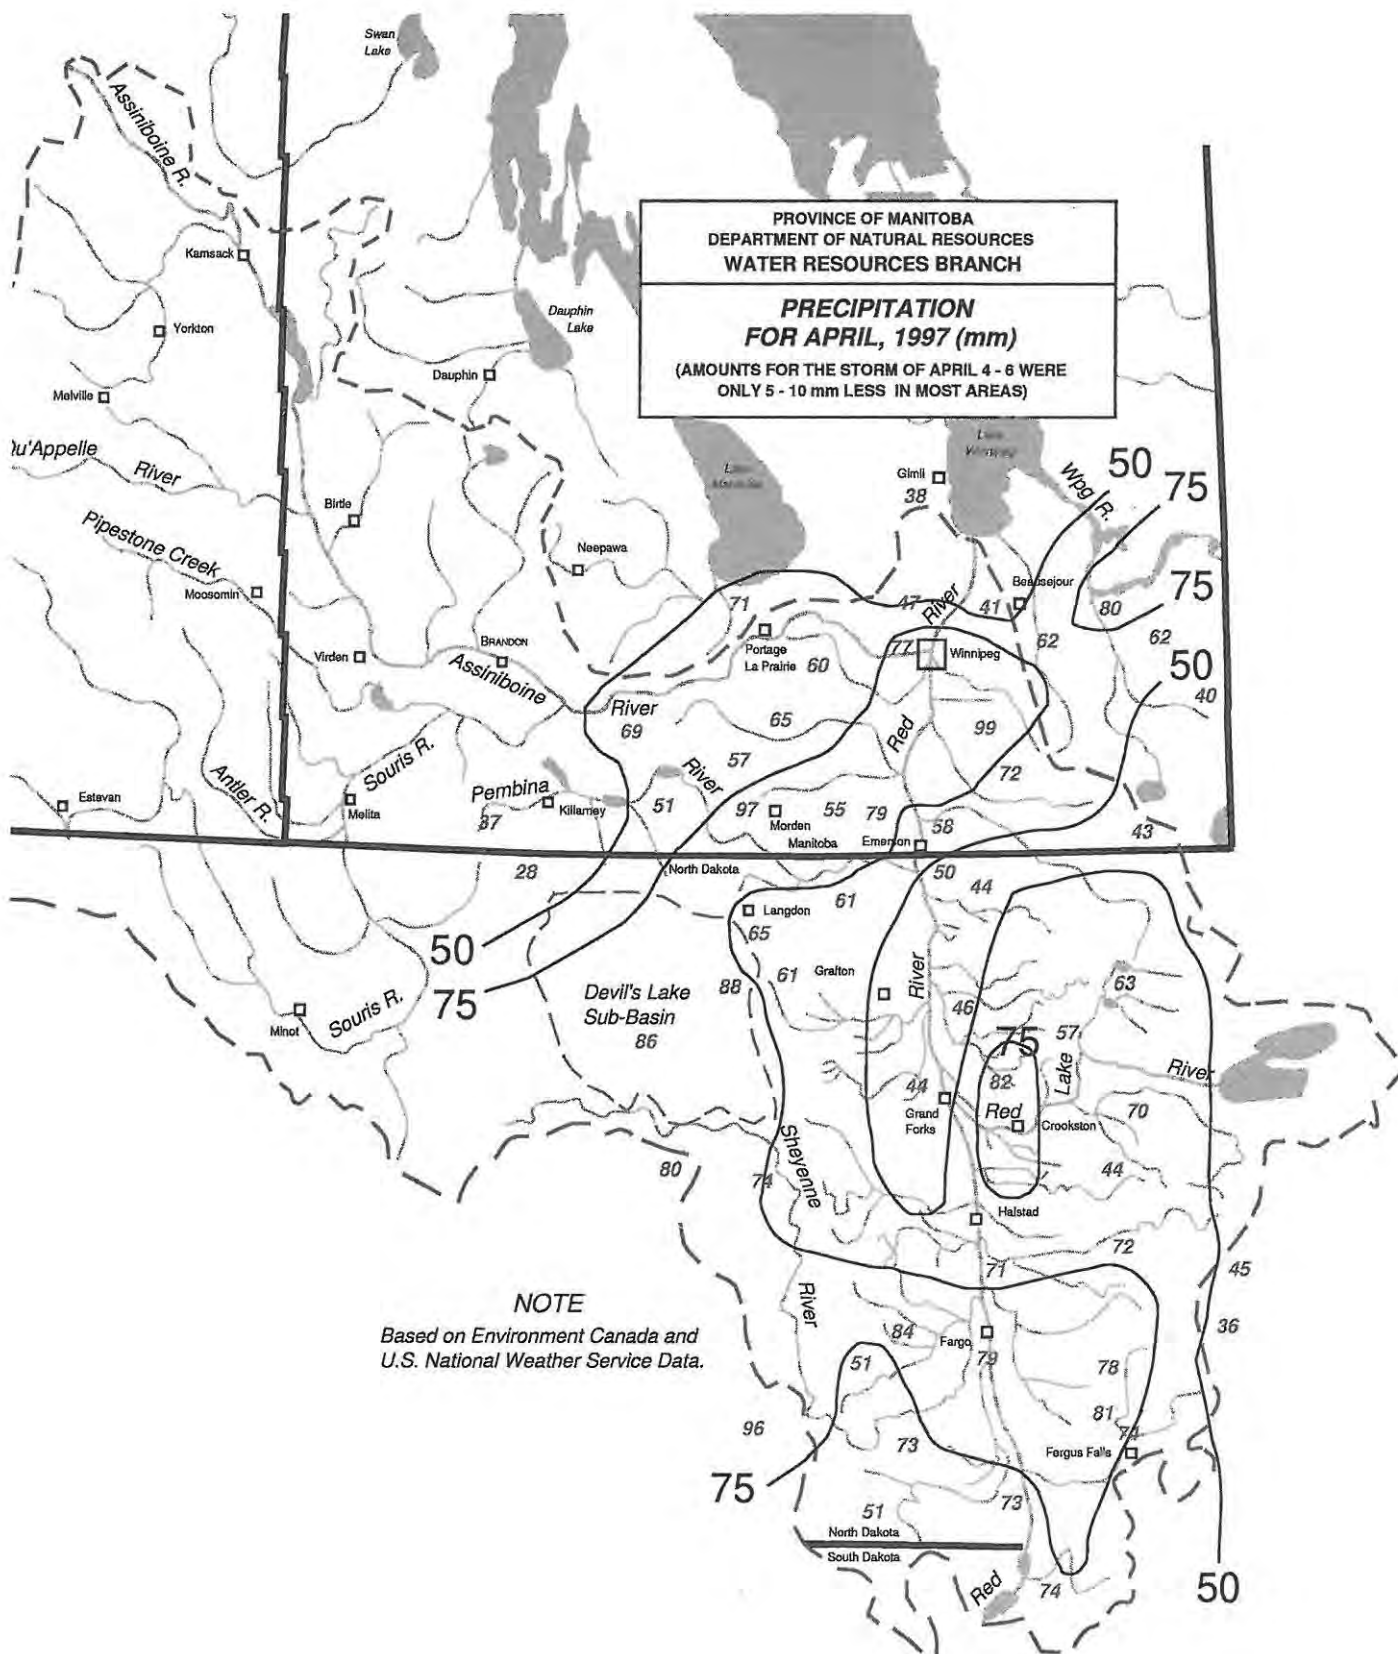 Swan
Lake
Assiniboine R.
PROVINCE OF MANITOBA
DEPARTMENT OF NATURAL RESOURCES
WATER RESOURCES BRANCH
PRECIPITATION
FOR APRIL, 1997 (mm)
(AMOUNTS FOR THE STORM OF APRIL 4 - 6 WERE
ONLY 5 - 10 mm LESS IN MOST AREAS)
Kamsack
Yorkton
Dauphin
Lake
Dauphin
Melville
Qu'Appelle
River
Lake
Lake
Winnipeg
Gimli
38
Wpg R.
50
75
Birtle
Pipestone Creek
Neepawa
Moosomin
71
47
River
41
Beausejour
80
75
62
62
Virden
BRANDON
Assiniboine
River
Portage
La Prairie
60
77
Winnipeg
50
40
69
65
Red
99
57
72
Antler R.
Souris R.
Pembina
River
Estevan
Melita
Killarney
37
51
97
Morden
55
79
58
43
Manitoba
Emerson
28
North Dakota
50
44
61
Langdon
65
50
75
88
61
Grafton
River
46
63
Devil's Lake
Sub-Basin
86
Minot
Souris R.
75
57
Lake
River
82
44
Grand
Forks
Red
Crookston
70
44
80
74
Sheyenne
River
Halstad
72
71
45
36
NOTE
Based on Environment Canada and
U.S. National Weather Service Data.
84
Fargo
79
51
78
81
74
96
73
Fergus Falls
75
51
73
North Dakota
South Dakota
Red
74
50